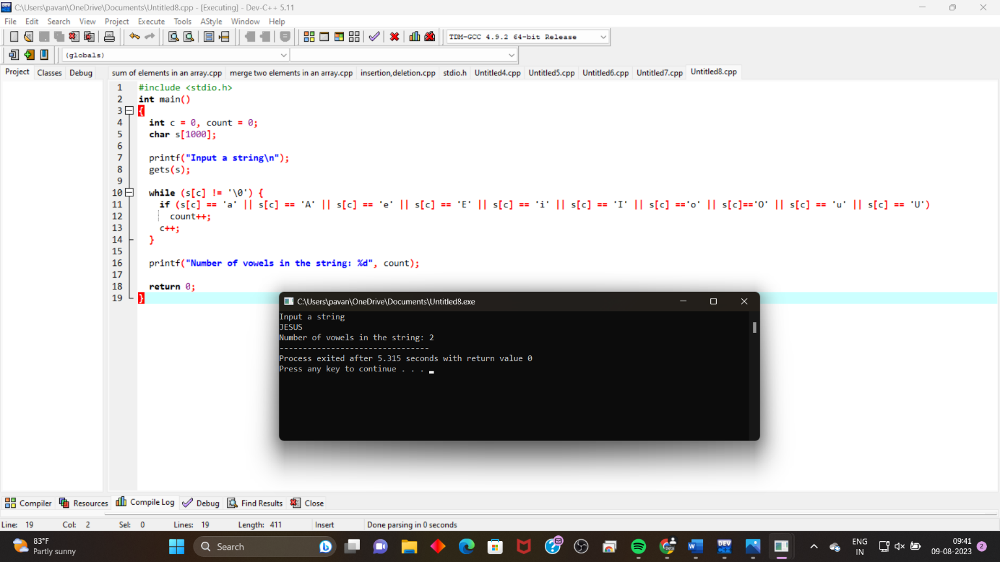 C:\Users\pavan\OneDrive\Documents\Untitled8.cpp - [Executing] - Dev-C++ 5.11
File Edit Search View Project Execute Tools AStyle Window Help
TDM-GCC 4.9.2 64-bit Release
(globals)
Project Classes Debug sum of elements in an array.cpp merge two elements in an array.cpp insertion,deletion.cpp stdio.h Untitled4.cpp Untitled5.cpp Untitled6.cpp Untitled7.cpp Untitled8.cpp
1 #include <stdio.h>
2 int main()
3 {
4 int c = 0, count = 0;
5 char s[1000];
6
7 printf("Input a string\n");
8 gets(s);
9
10 while (s[c] != '\0') {
11 if (s[c] == 'a' || s[c] == 'A' || s[c] == 'e' || s[c] == 'E' || s[c] == 'i' || s[c] == 'I' || s[c] =='o' || s[c]=='O' || s[c] == 'u' || s[c] == 'U')
12 count++;
13 c++;
14 }
15
16 printf("Number of vowels in the string: %d", count);
17
18 return 0;
19 }
C:\Users\pavan\OneDrive\Documents\Untitled8.exe
Input a string
JESUS
Number of vowels in the string: 2
--------------------------------
Process exited after 5.315 seconds with return value 0
Press any key to continue . . .
Compiler Resources Compile Log Debug Find Results Close
Line: 19 Col: 2 Sel: 0 Lines: 19 Length: 411 Insert Done parsing in 0 seconds
83°F
Partly sunny
Search
Beta
DEV
ENG
IN
09:41
09-08-2023
2